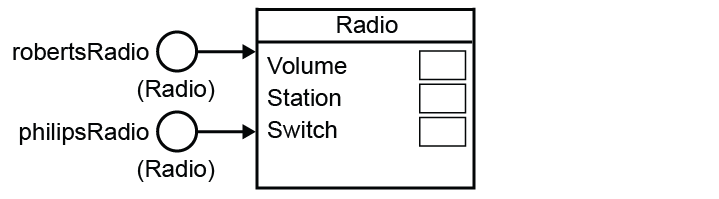 Radio
robertsRadio
(Radio)
Volume
Station
Switch
philipsRadio
(Radio)